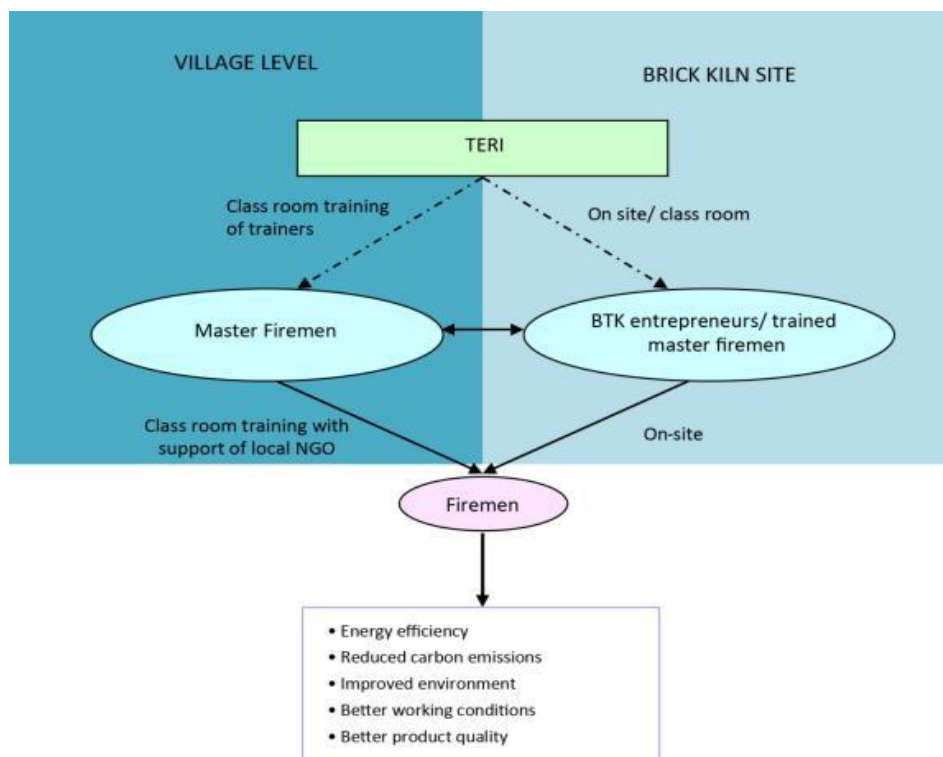 VILLAGE LEVEL
BRICK KILN SITE
TERI
Class room training
of trainers
On site/ class room
Master Firemen
BTK entrepreneurs/ trained
master firemen
Class room training with
support of local NGO
On-site
Firemen
• Energy efficiency
• Reduced carbon emissions
• Improved environment
• Better working conditions
• Better product quality